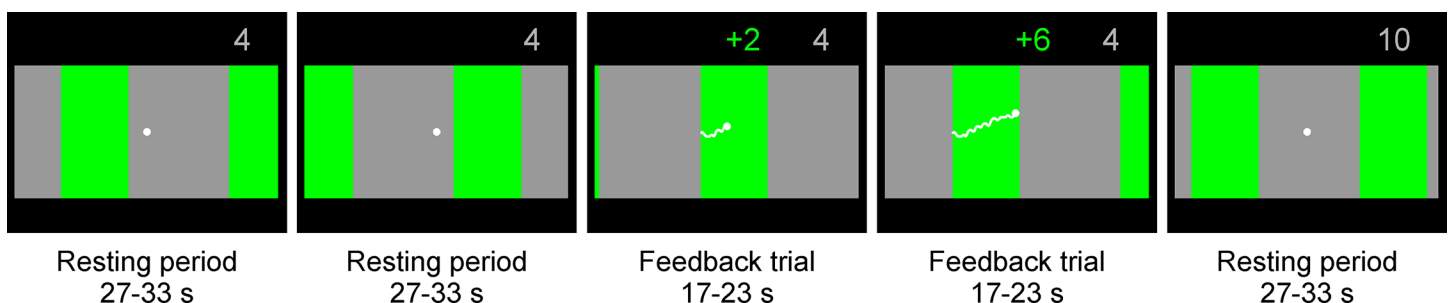 4
4
+2 4
+6 4
10
Resting period
27-33 s
Resting period
27-33 s
Feedback trial
17-23 s
Feedback trial
17-23 s
Resting period
27-33 s